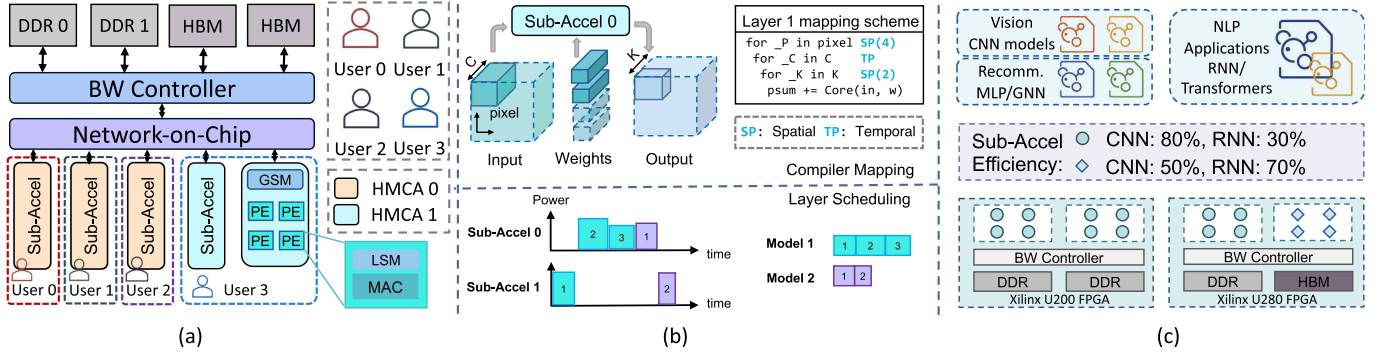 DDR 0
DDR 1
HBM
HBM
BW Controller
Network-on-Chip
Sub-Accel
Sub-Accel
Sub-Accel
Sub-Accel
GSM
PE
PE
PE
PE
User 0
User 1
User 2
User 3
User 0
User 1
User 2
User 3
HMCA 0
HMCA 1
LSM
MAC
(a)
Sub-Accel 0
C
pixel
K
Input
Weights
Output
Layer 1 mapping scheme
for _P in pixel SP(4)
for _C in C TP
for _K in K SP(2)
psum += Core(in, w)
SP: Spatial TP: Temporal
Compiler Mapping
Layer Scheduling
Power
Sub-Accel 0
2
3
1
time
Sub-Accel 1
1
2
time
Model 1
1
2
3
Model 2
1
2
(b)
Vision
CNN models
Recomm.
MLP/GNN
NLP
Applications
RNN/
Transformers
Sub-Accel
Efficiency:
CNN: 80%, RNN: 30%
CNN: 50%, RNN: 70%
BW Controller
DDR
DDR
Xilinx U200 FPGA
BW Controller
DDR
HBM
Xilinx U280 FPGA
(c)